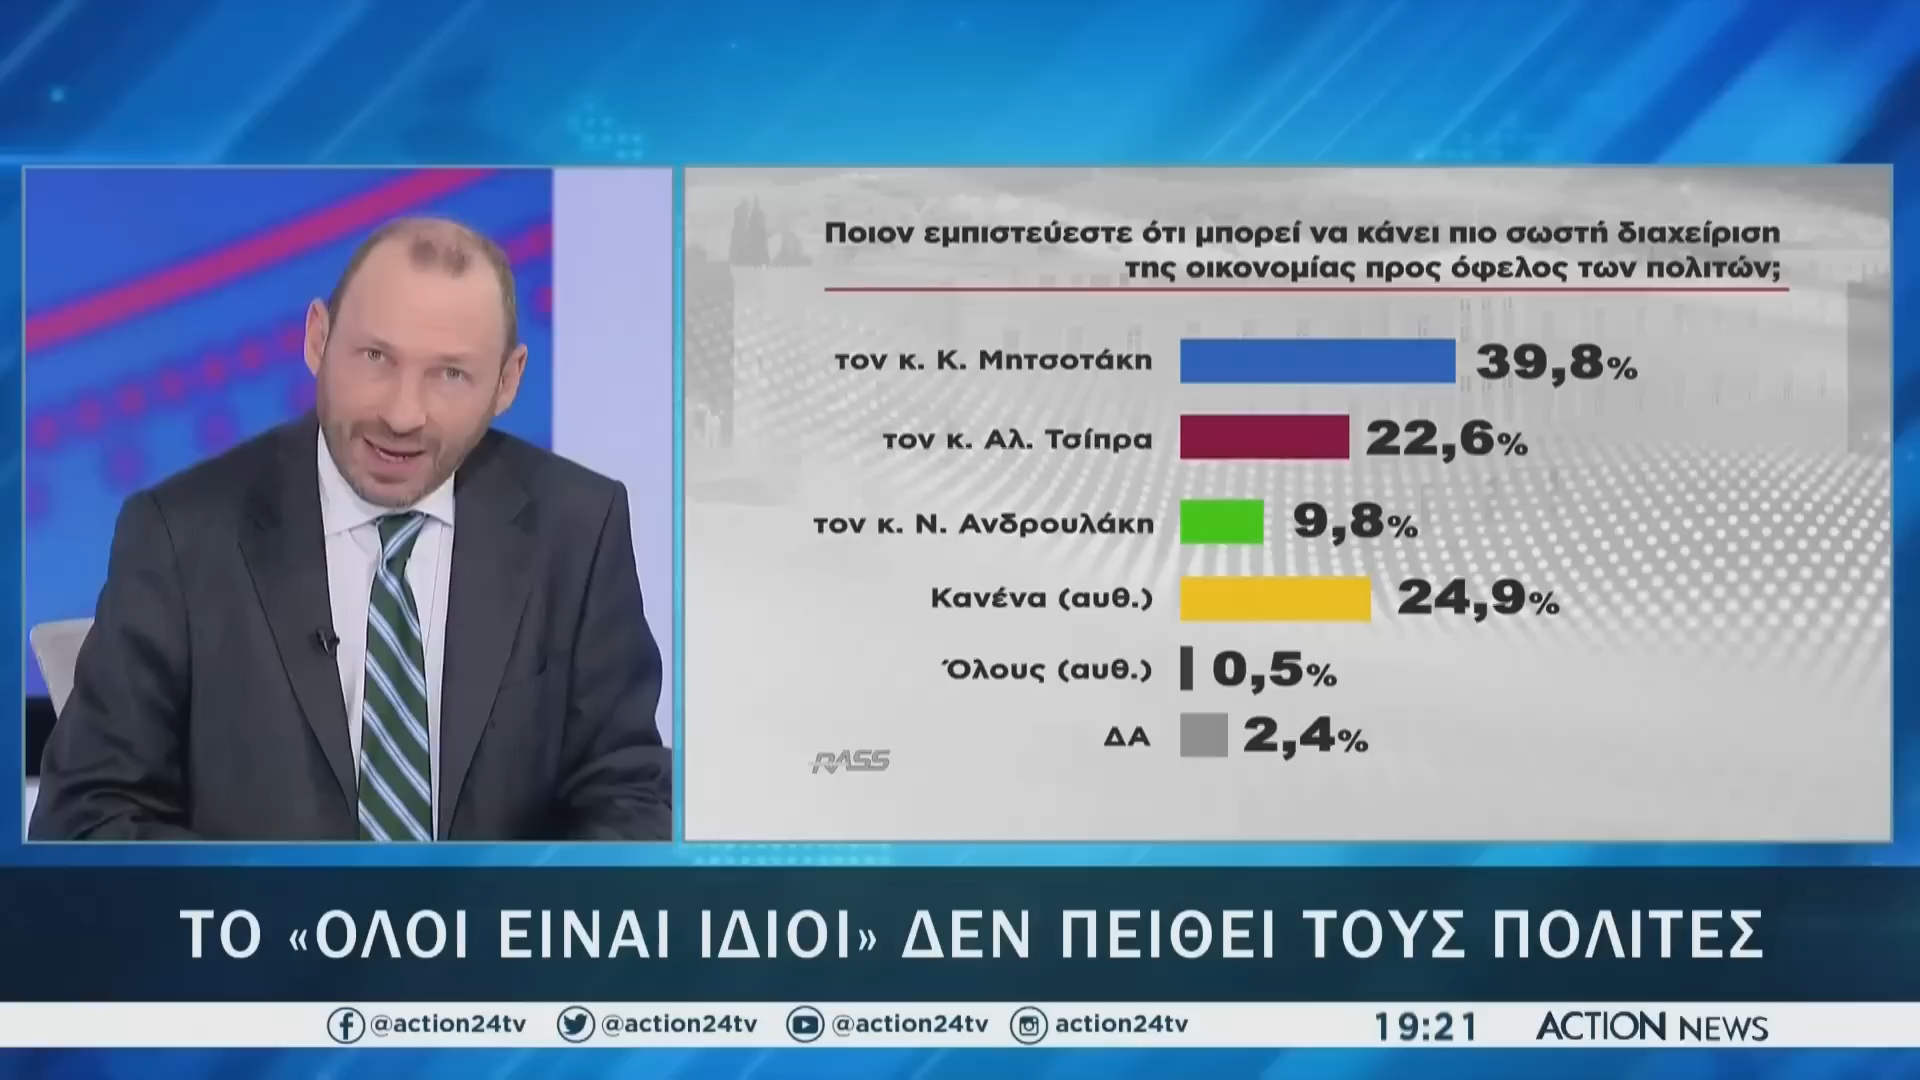 Ποιον εμπιστεύεστε ότι μπορεί να κάνει πιο σωστή διαχείριση
της οικονομίας προς όφελος των πολιτών;
τον κ. Κ. Μητσοτάκη 39,8%
τον κ. Αλ. Τσίπρα 22,6%
τον κ. Ν. Ανδρουλάκη 9,8%
Κανένα (αυθ.) 24,9%
Όλους (αυθ.) 0,5%
ΔΑ 2,4%
RASS
ΤΟ «ΟΛΟΙ ΕΙΝΑΙ ΙΔΙΟΙ» ΔΕΝ ΠΕΙΘΕΙ ΤΟΥΣ ΠΟΛΙΤΕΣ
@action24tv @action24tv @action24tv action24tv 19:21 ACTION NEWS